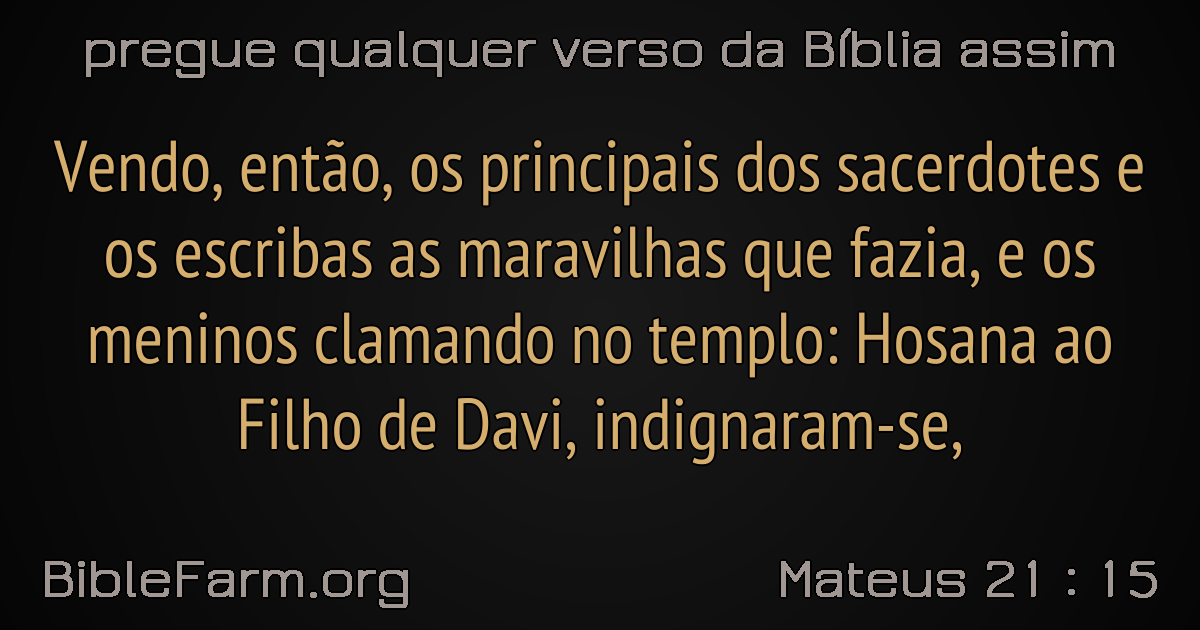 pregue qualquer verso da Bíblia assim
Vendo, então, os principais dos sacerdotes e
os escribas as maravilhas que fazia, e os
meninos clamando no templo: Hosana ao
Filho de Davi, indignaram-se,
BibleFarm.org
Mateus 21 : 15